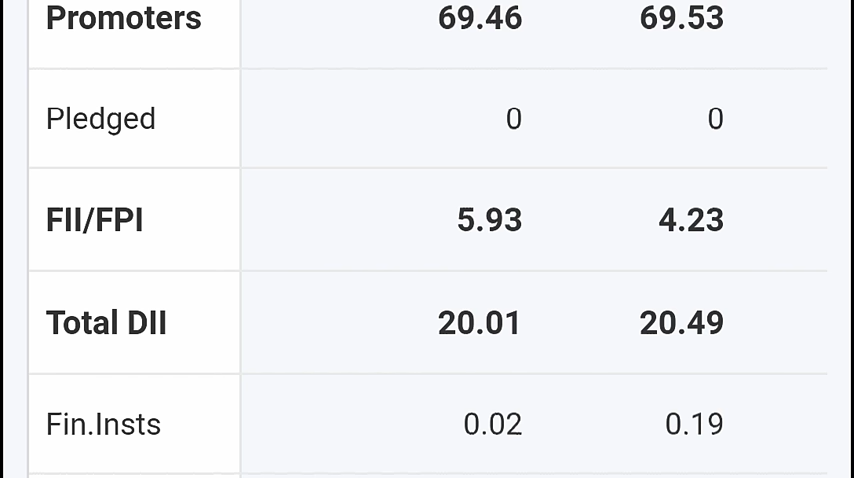 Promoters 69.46 69.53
Pledged 0 0
FII/FPI 5.93 4.23
Total DII 20.01 20.49
Fin.Insts 0.02 0.19